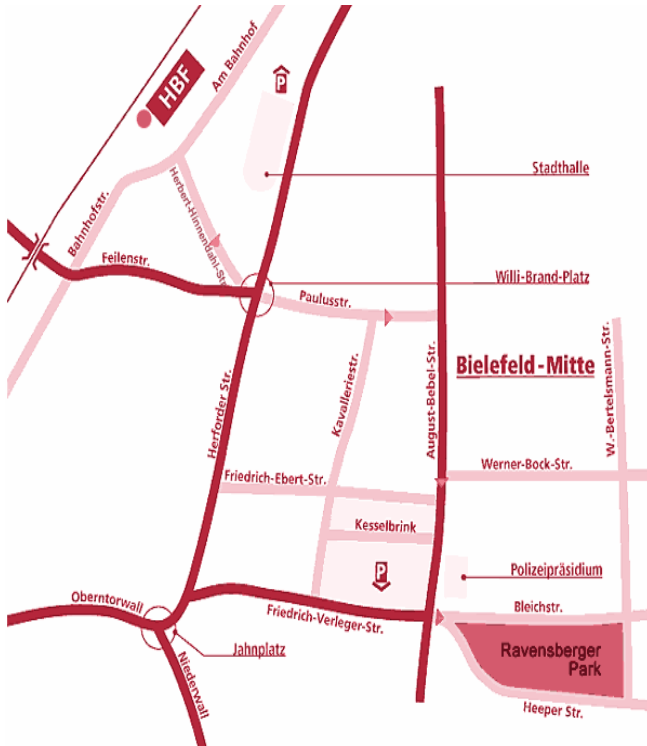 Am Bahnhof
HBF
P
Stadthalle
Bahnhofstr.
Herbert-Hinnendahl-Str.
Feilenstr.
Willi-Brand-Platz
Paulusstr.
Bielefeld-Mitte
Herforder Str.
Kavalleriestr.
August-Bebel-Str.
W.-Bertelsmann-Str.
Friedrich-Ebert-Str.
Werner-Bock-Str.
Kesselbrink
P
Polizeipräsidium
Oberntorwall
Friedrich-Verleger-Str.
Bleichstr.
Jahnplatz
Niederwall
Ravensberger
Park
Heeper Str.